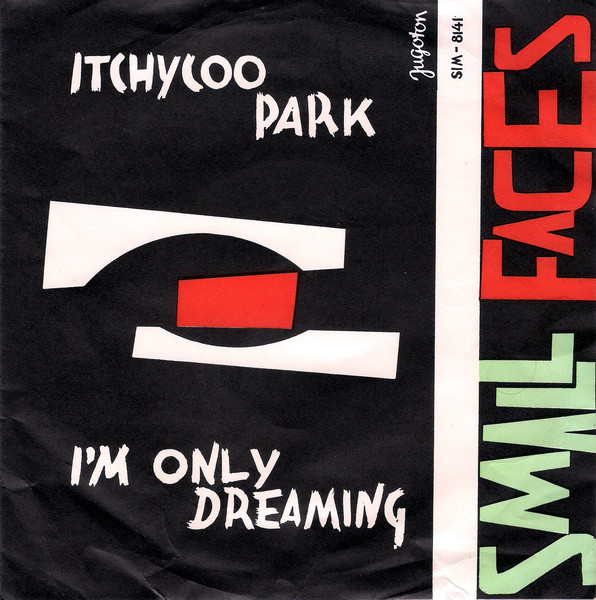 ITCHYCOO
PARK
I'M ONLY
DREAMING
Jugoton
SIM - 8141
SMALL FACES